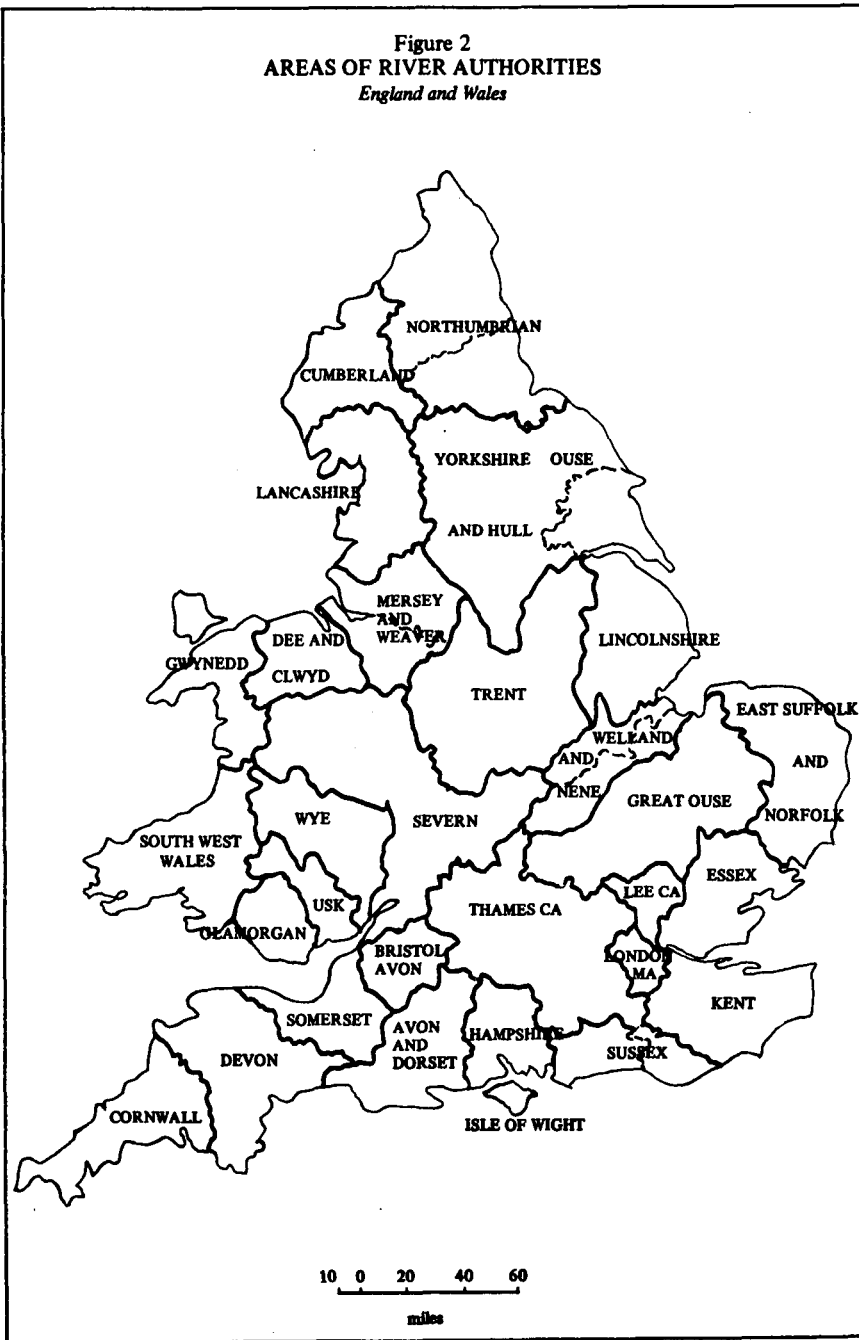 Figure 2
AREAS OF RIVER AUTHORITIES
England and Wales
NORTHUMBRIAN
CUMBERLAND
YORKSHIRE OUSE
AND HULL
LANCASHIRE
MERSEY
AND
WEAVER
DEE AND
CLWYD
GWYNEDD
LINCOLNSHIRE
TRENT
WELLAND
AND
NENE
EAST SUFFOLK
AND
NORFOLK
GREAT OUSE
WYE
SEVERN
SOUTH WEST
WALES
USK
GLAMORGAN
LEE CA
ESSEX
THAMES CA
BRISTOL
AVON
LONDON
MA
KENT
SOMERSET
AVON
AND
DORSET
HAMPSHIRE
SUSSEX
DEVON
CORNWALL
ISLE OF WIGHT
10 0 20 40 60
miles